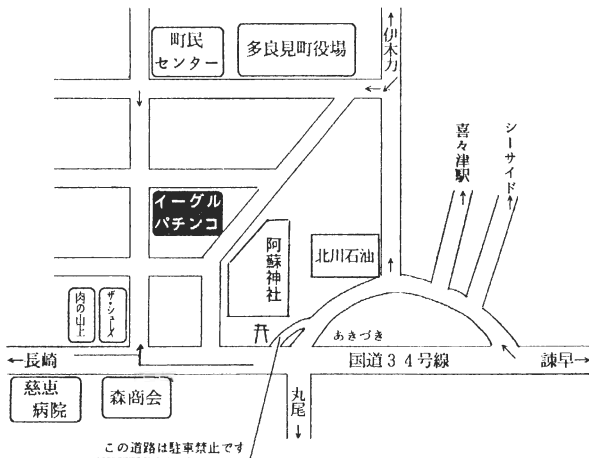 町民
センター
多良見町役場
↑伊木力
喜々津駅
シーサイド
イーグル
パチンコ
阿蘇神社
北川石油
肉の山上
ザ・シューズ
あきづき
←長崎
国道34号線
諫早→
慈恵
病院
森商会
丸尾
この道路は駐車禁止です